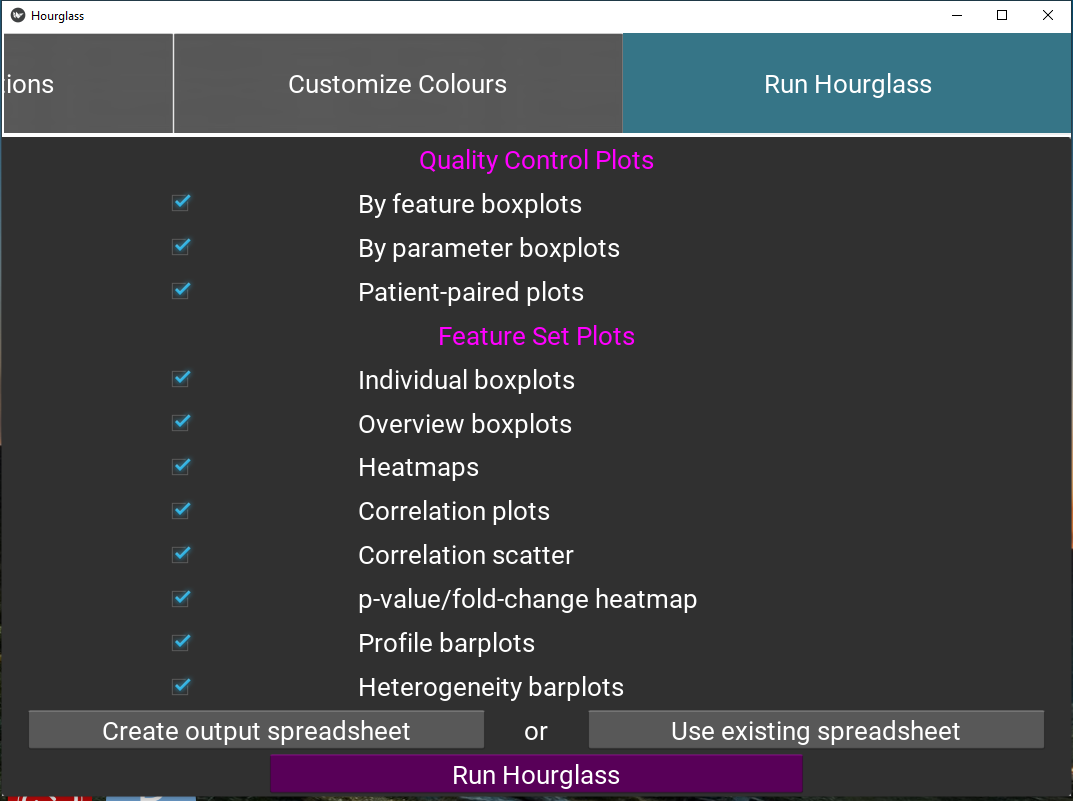 Hourglass
ions Customize Colours Run Hourglass
Quality Control Plots
By feature boxplots
By parameter boxplots
Patient-paired plots
Feature Set Plots
Individual boxplots
Overview boxplots
Heatmaps
Correlation plots
Correlation scatter
p-value/fold-change heatmap
Profile barplots
Heterogeneity barplots
Create output spreadsheet or Use existing spreadsheet
Run Hourglass